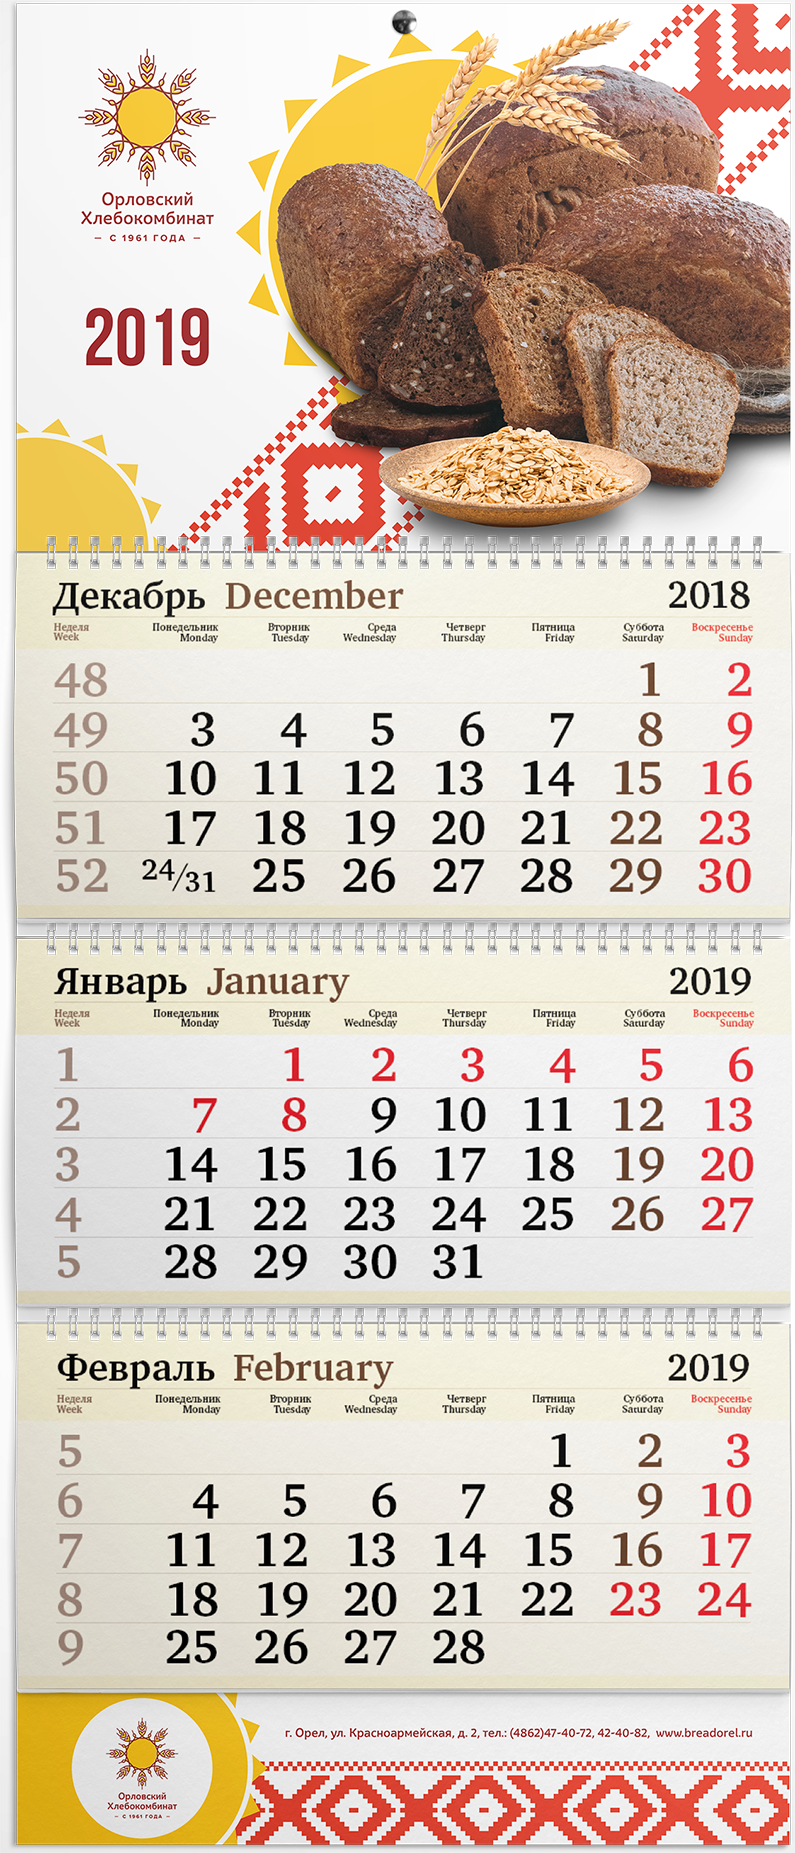 Орловский
Хлебокомбинат
– С 1961 ГОДА –
2019
Декабрь December 2018
Неделя Понедельник Вторник Среда Четверг Пятница Суббота Воскресенье
Week Monday Tuesday Wednesday Thursday Friday Saturday Sunday
48 1 2
49 3 4 5 6 7 8 9
50 10 11 12 13 14 15 16
51 17 18 19 20 21 22 23
52 24/31 25 26 27 28 29 30
Январь January 2019
Неделя Понедельник Вторник Среда Четверг Пятница Суббота Воскресенье
Week Monday Tuesday Wednesday Thursday Friday Saturday Sunday
1 1 2 3 4 5 6
2 7 8 9 10 11 12 13
3 14 15 16 17 18 19 20
4 21 22 23 24 25 26 27
5 28 29 30 31
Февраль February 2019
Неделя Понедельник Вторник Среда Четверг Пятница Суббота Воскресенье
Week Monday Tuesday Wednesday Thursday Friday Saturday Sunday
5 1 2 3
6 4 5 6 7 8 9 10
7 11 12 13 14 15 16 17
8 18 19 20 21 22 23 24
9 25 26 27 28
г. Орел, ул. Красноармейская, д. 2, тел.: (4862)47-40-72, 42-40-82, www.breadorel.ru
Орловский
Хлебокомбинат
– С 1961 ГОДА –